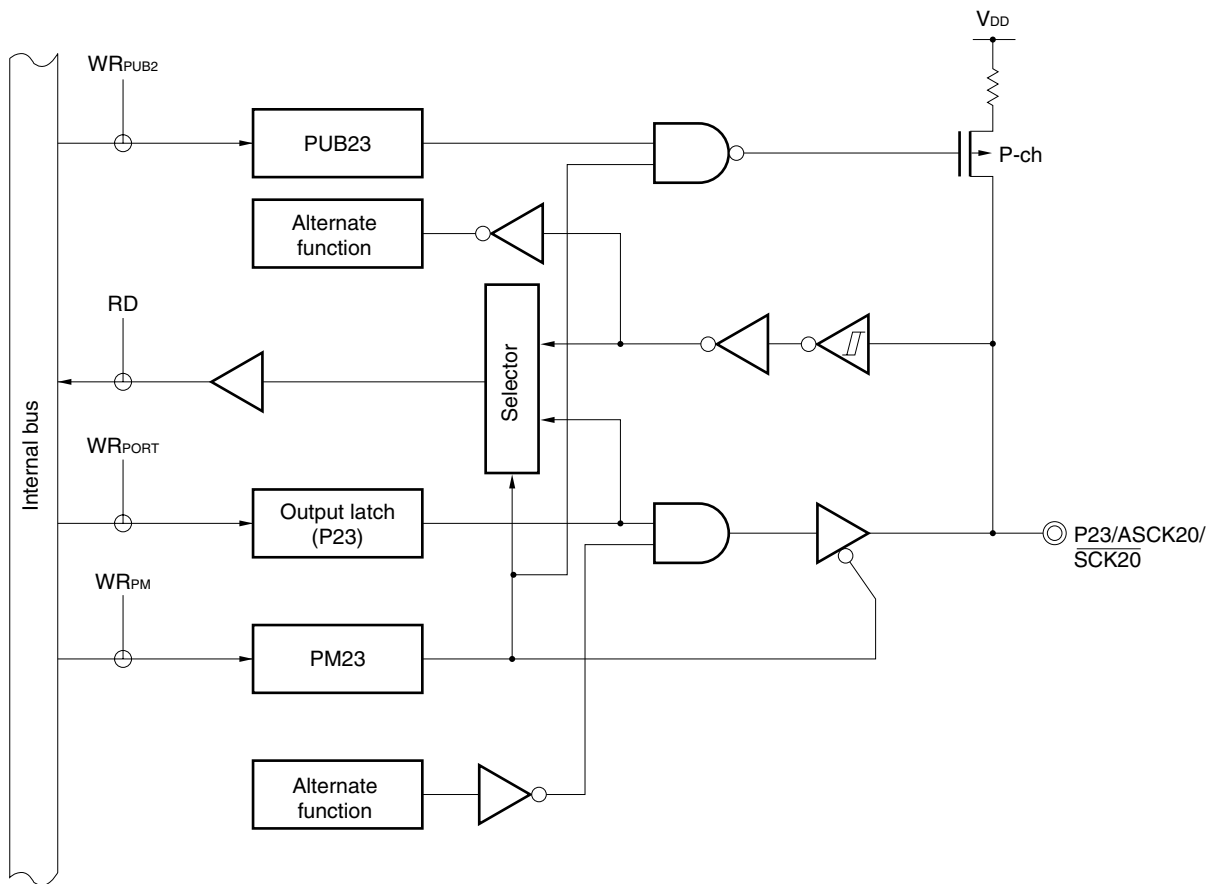 VDD
WRPUB2
PUB23
P-ch
Alternate
function
RD
Selector
Internal bus
WRPORT
Output latch
(P23)
P23/ASCK20/
SCK20
WRPM
PM23
Alternate
function